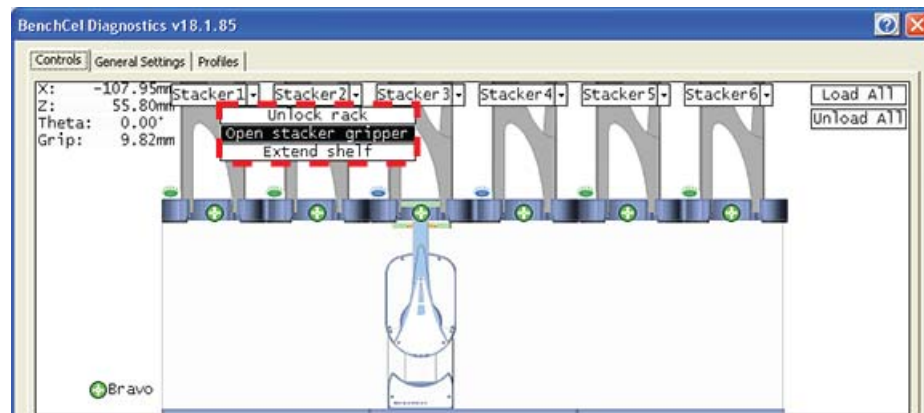 BenchCel Diagnostics v18.1.85
Controls General Settings Profiles
X: -107.95mm
Z: 55.80mm
Theta: 0.00°
Grip: 9.82mm
Stacker1 Stacker2 Stacker3 Stacker4 Stacker5 Stacker6
Load All
Unload All
Unlock rack
Open stacker gripper
Extend shelf
Bravo